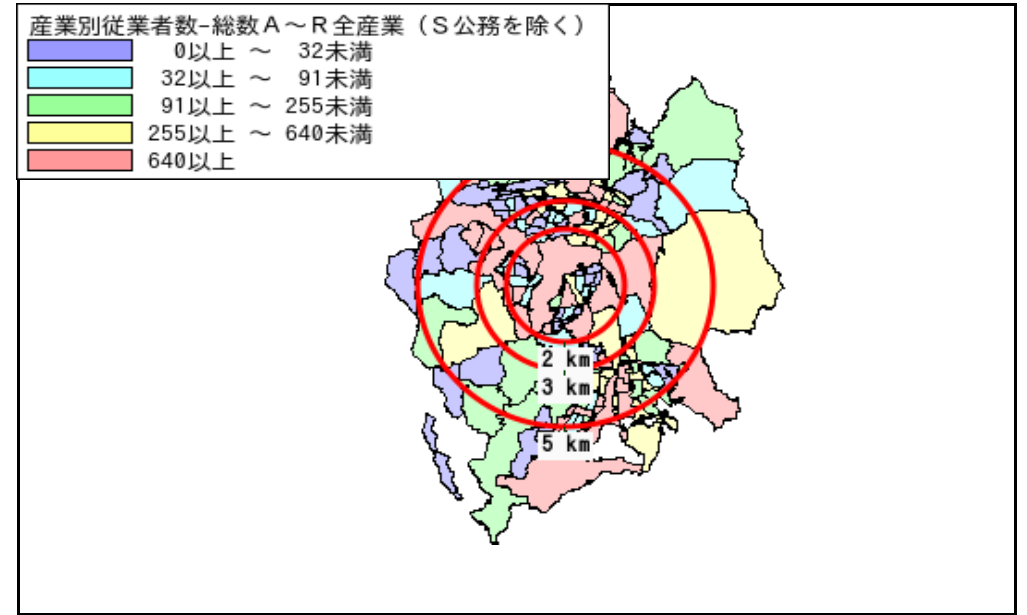 産業別従業者数-総数A～R全産業（S公務を除く）
0以上 ～ 32未満
32以上 ～ 91未満
91以上 ～ 255未満
255以上 ～ 640未満
640以上
2 km
3 km
5 km